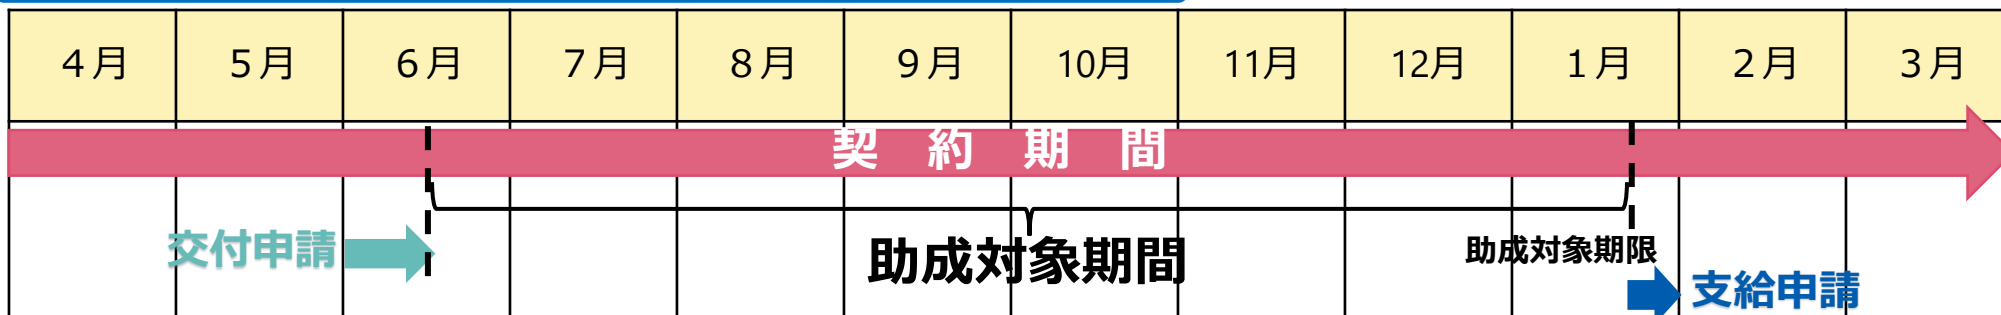 ４月 ５月 ６月 ７月 ８月 ９月 10月 11月 12月 １月 ２月 ３月
契約期間
交付申請
助成対象期間
助成対象期限
支給申請